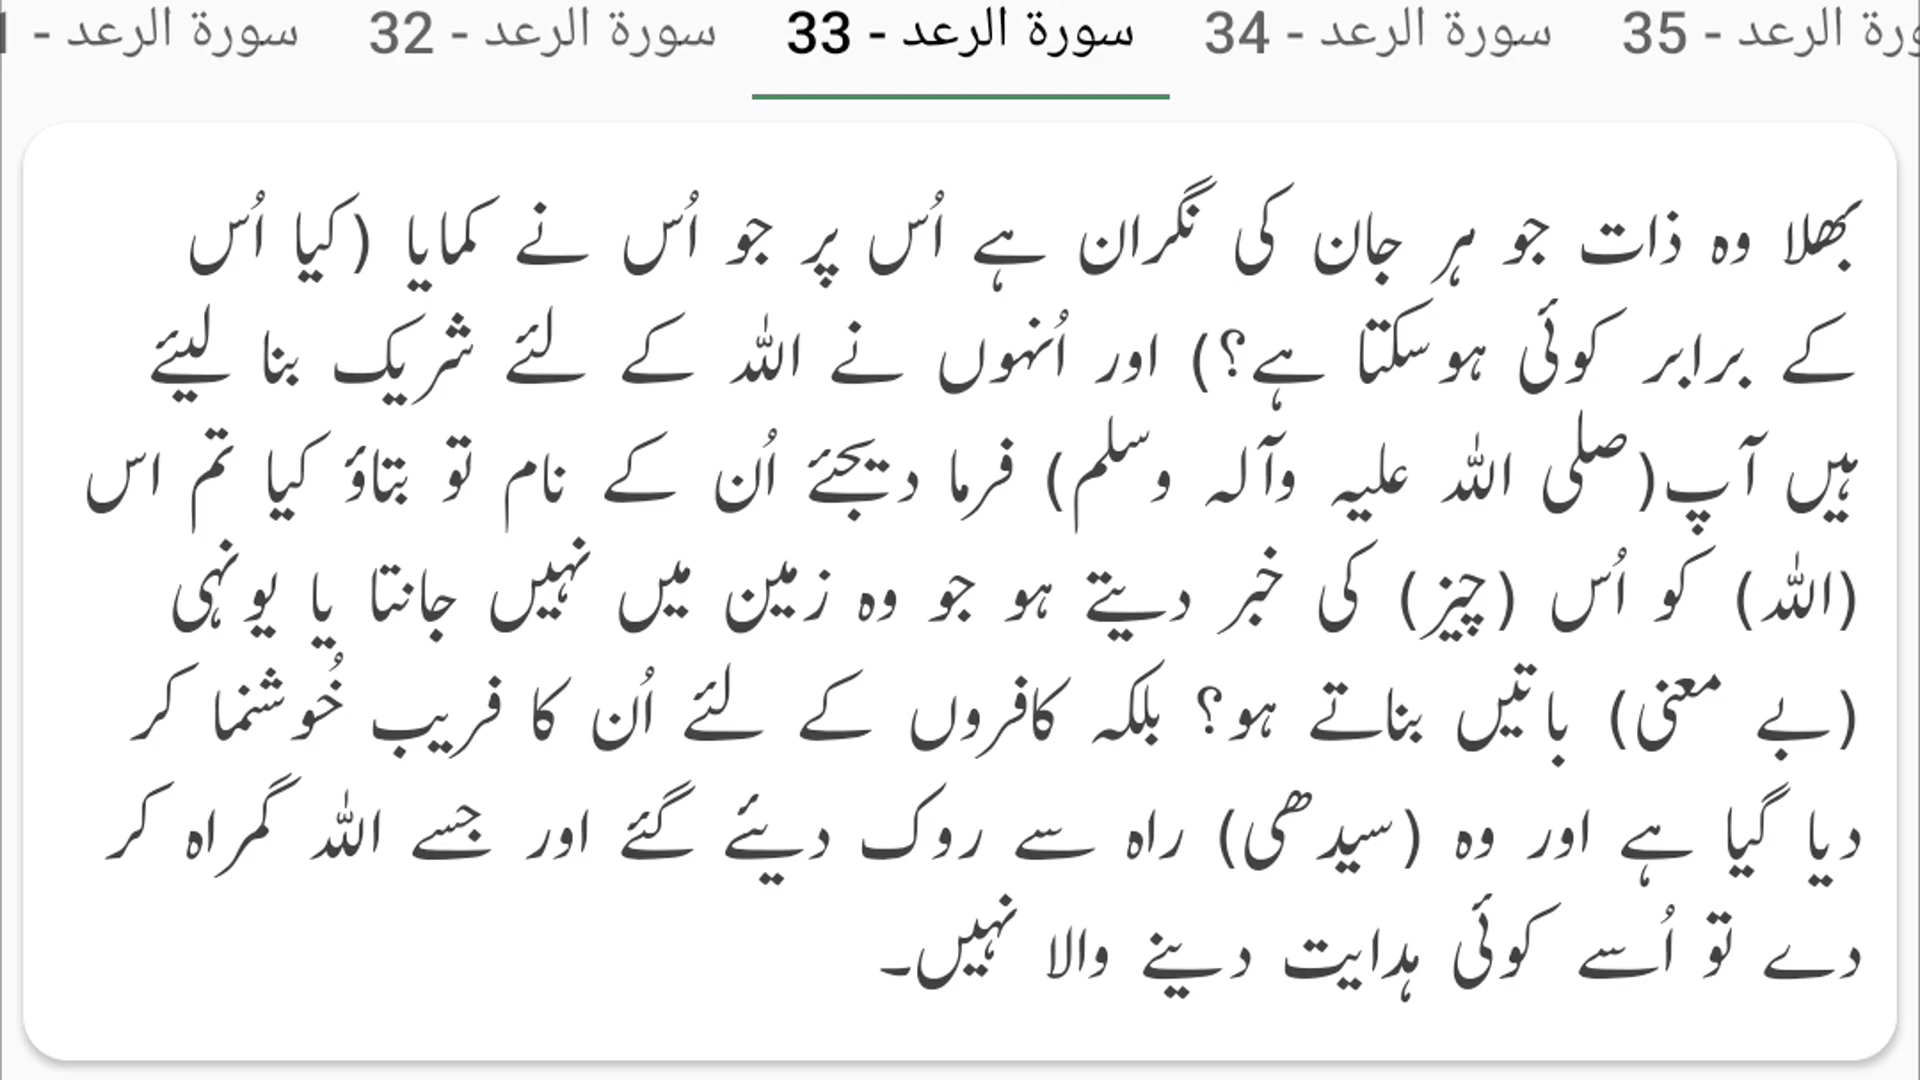 سورة الرعد -
سورة الرعد - 32
سورة الرعد - 33
سورة الرعد - 34
الرعد - 35
بھلا وہ ذات جو ہر جان کی نگران ہے اُس پر جو اُس نے کمایا (کیا اُس
کے برابر کوئی ہوسکتا ہے؟) اور اُنہوں نے اللہ کے لئے شریک بنا لیئے
ہیں آپ(صلی اللہ علیہ وآلہ وسلم) فرما دیجئے اُن کے نام تو بتاؤ کیا تم اس
(اللہ) کو اُس (چیز) کی خبر دیتے ہو جو وہ زمین میں نہیں جانتا یا یونہی
(بے معنی) باتیں بناتے ہو؟ بلکہ کافروں کے لئے اُن کا فریب خُوشنما کر
دیا گیا ہے اور وہ (سیدھی) راہ سے روک دیئے گئے اور جسے اللہ گمراہ کر
دے تو اُسے کوئی ہدایت دینے والا نہیں۔